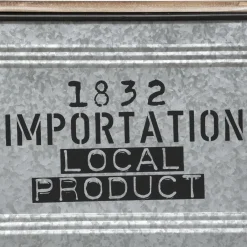 1832
IMPORTATION
LOCAL
PRODUCT